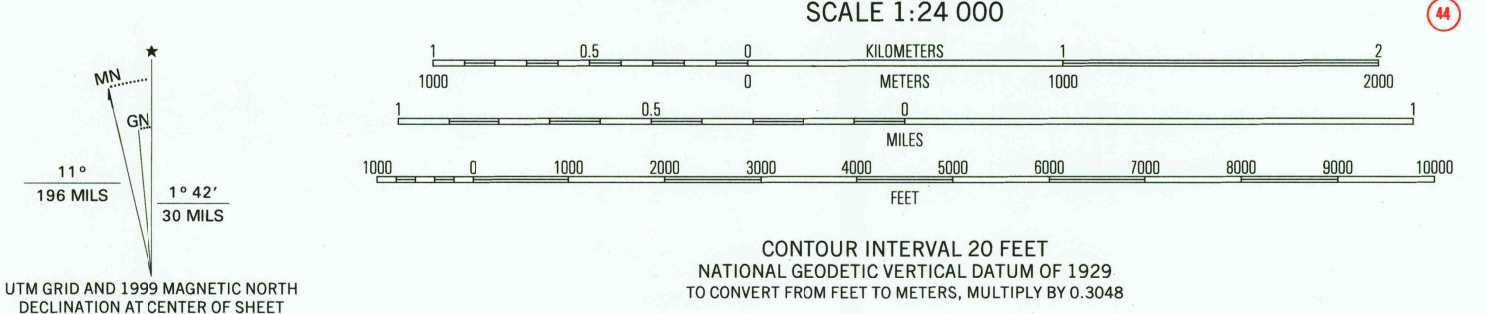 SCALE 1:24 000
44
1 0.5 0 KILOMETERS 1 2
1000 0 METERS 1000 2000
1 0.5 0 1
MILES
1000 0 1000 2000 3000 4000 5000 6000 7000 8000 9000 10000
FEET
★
MN
GN
11°
196 MILS
1° 42′
30 MILS
UTM GRID AND 1999 MAGNETIC NORTH
DECLINATION AT CENTER OF SHEET
CONTOUR INTERVAL 20 FEET
NATIONAL GEODETIC VERTICAL DATUM OF 1929
TO CONVERT FROM FEET TO METERS, MULTIPLY BY 0.3048